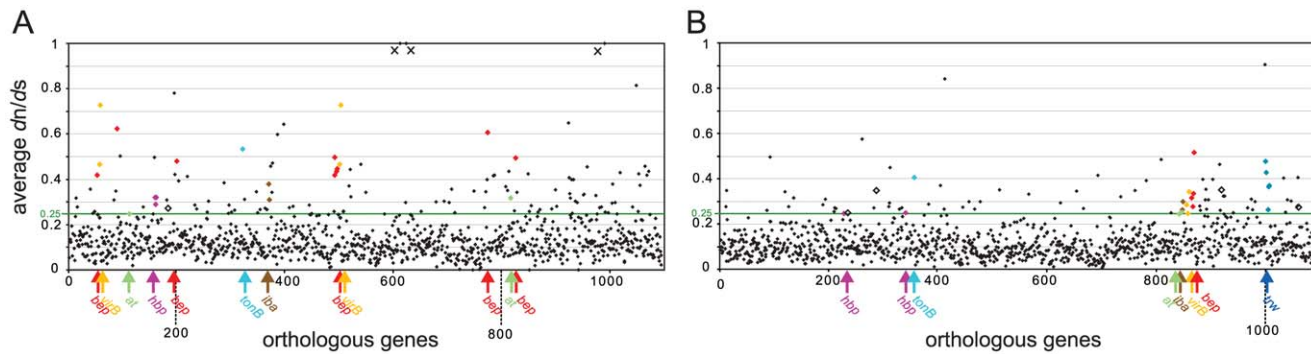 A
average dn/ds
1
0.8
0.6
0.4
0.25
0.2
0
0 400 600 1000
bep virB at hbp bep tonB iba bep virB bep at bep
200 800
orthologous genes
B
1
0.8
0.6
0.4
0.25
0.2
0
0 200 400 600 800
hbp hbp tonB at iba virB bep trw
1000
orthologous genes